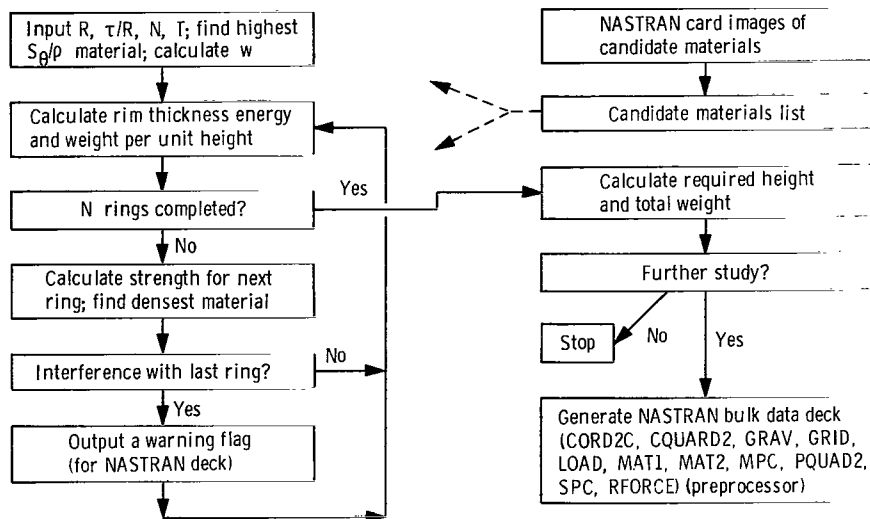 Input R, τ/R, N, T; find highest
Sθ/ρ material; calculate w
Calculate rim thickness energy
and weight per unit height
N rings completed?
Yes
No
Calculate strength for next
ring; find densest material
Interference with last ring?
No
Yes
Output a warning flag
(for NASTRAN deck)
NASTRAN card images of
candidate materials
Candidate materials list
Calculate required height
and total weight
Further study?
Stop
No
Yes
Generate NASTRAN bulk data deck
(CORD2C, CQUARD2, GRAV, GRID,
LOAD, MAT1, MAT2, MPC, PQUAD2,
SPC, RFORCE) (preprocessor)